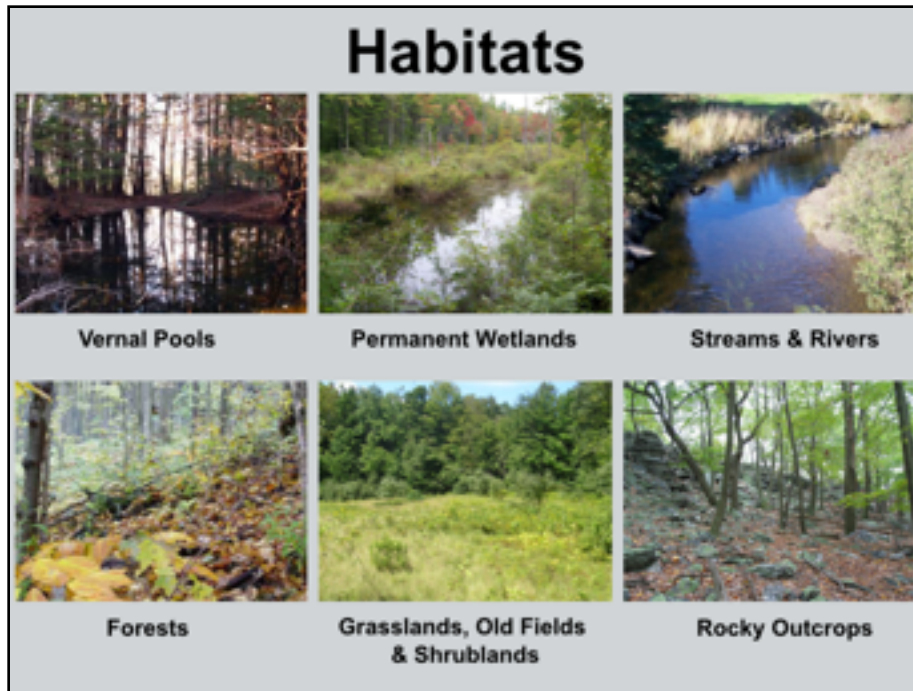 Habitats
Vernal Pools
Permanent Wetlands
Streams & Rivers
Forests
Grasslands, Old Fields
& Shrublands
Rocky Outcrops